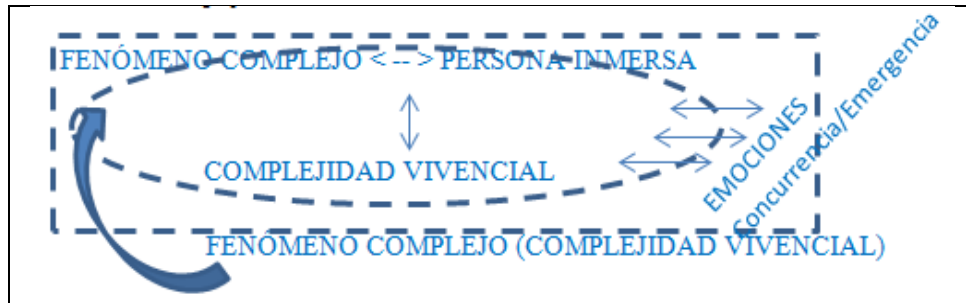 FENÓMENO COMPLEJO < -- > PERSONA INMERSA
COMPLEJIDAD VIVENCIAL
EMOCIONES
Concurrencia/Emergencia
FENÓMENO COMPLEJO (COMPLEJIDAD VIVENCIAL)